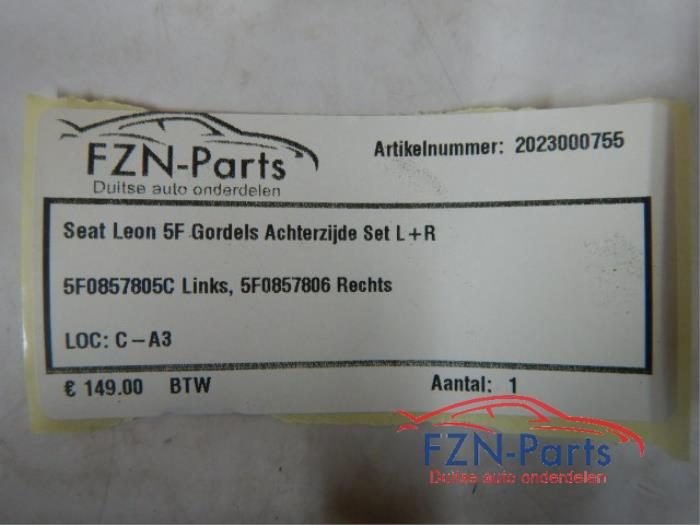 FZN-Parts
Duitse auto onderdelen
Artikelnummer: 2023000755
Seat Leon 5F Gordels Achterzijde Set L+R
5F0857805C Links, 5F0857806 Rechts
LOC: C-A3
€ 149.00 BTW Aantal: 1
FZN-Parts
Duitse auto onderdelen